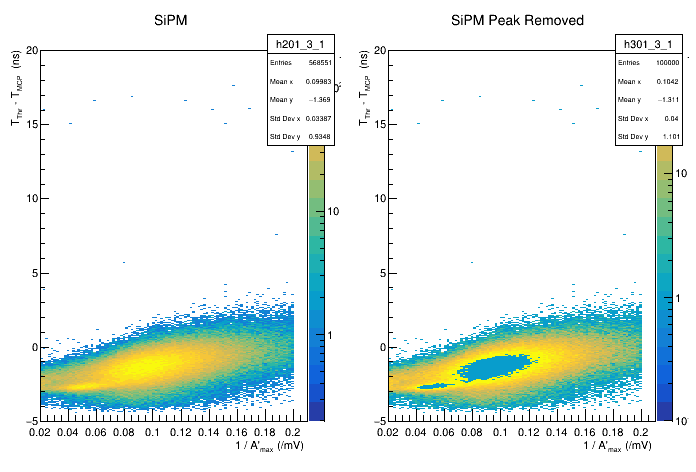 SiPM
h201_3_1
Entries 568551
Mean x 0.09983
Mean y −1.369
Std Dev x 0.03387
Std Dev y 0.9348
T_Thr - T_MCP (ns)
20
15
10
5
0
−5
0.02 0.04 0.06 0.08 0.1 0.12 0.14 0.16 0.18 0.2
1 / A'_max (/mV)
10
1
SiPM Peak Removed
h301_3_1
Entries 100000
Mean x 0.1042
Mean y −1.311
Std Dev x 0.04
Std Dev y 1.101
T_Thr - T_MCP (ns)
20
15
10
5
0
−5
0.02 0.04 0.06 0.08 0.1 0.12 0.14 0.16 0.18 0.2
1 / A'_max (/mV)
10
1